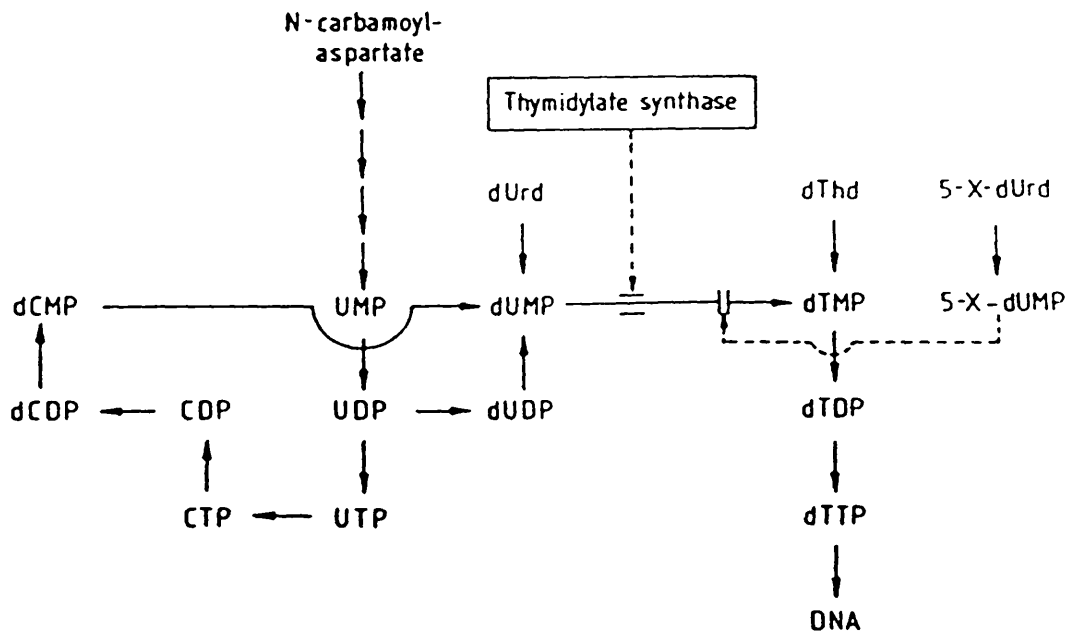 N-carbamoyl-
aspartate
Thymidylate synthase
dUrd
dThd
5-X-dUrd
dCMP
UMP
dUMP
dTMP
5-X-dUMP
dCDP
CDP
UDP
dUDP
dTDP
CTP
UTP
dTTP
DNA